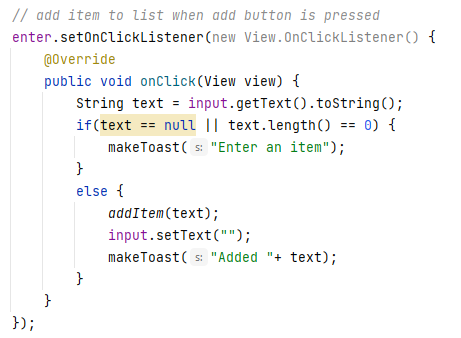 // add item to list when add button is pressed
enter.setOnClickListener(new View.OnClickListener() {
    @Override
    public void onClick(View view) {
        String text = input.getText().toString();
        if(text == null || text.length() == 0) {
            makeToast( s: "Enter an item");
        }
        else {
            addItem(text);
            input.setText("");
            makeToast( s: "Added "+ text);
        }
    }
});